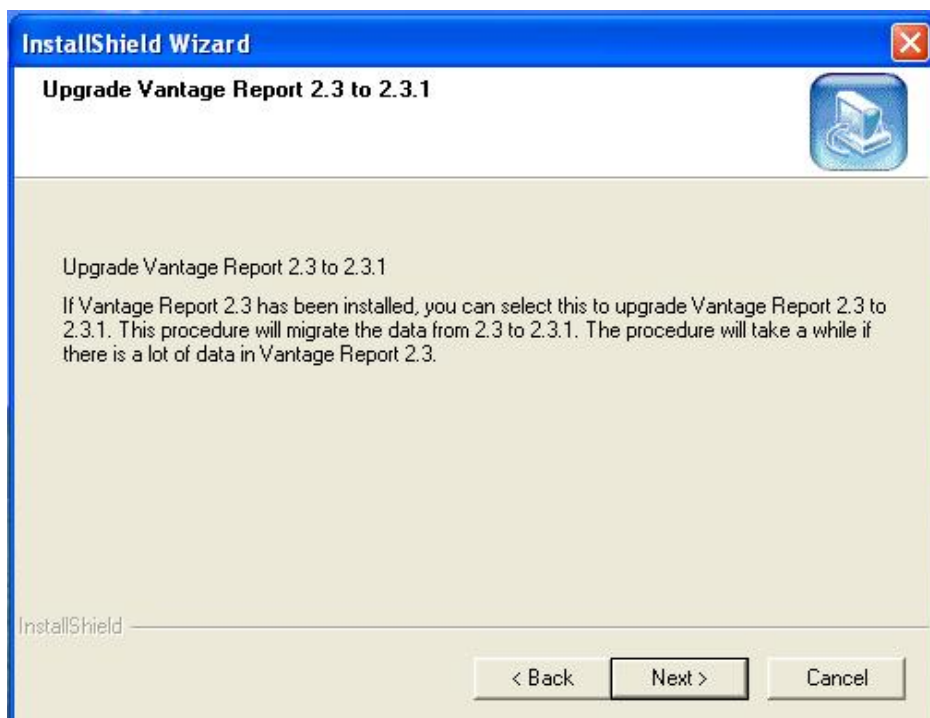 InstallShield Wizard
Upgrade Vantage Report 2.3 to 2.3.1
Upgrade Vantage Report 2.3 to 2.3.1
If Vantage Report 2.3 has been installed, you can select this to upgrade Vantage Report 2.3 to
2.3.1. This procedure will migrate the data from 2.3 to 2.3.1. The procedure will take a while if
there is a lot of data in Vantage Report 2.3.
InstallShield
< Back Next > Cancel